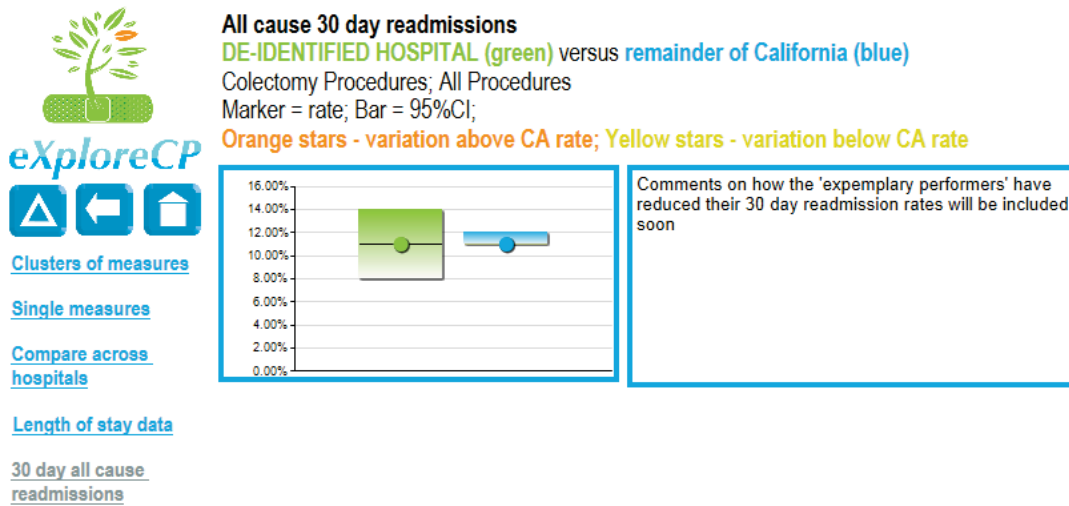 All cause 30 day readmissions
DE-IDENTIFIED HOSPITAL (green) versus remainder of California (blue)
Colectomy Procedures; All Procedures
Marker = rate; Bar = 95%CI;
Orange stars - variation above CA rate; Yellow stars - variation below CA rate
eXploreCP
Clusters of measures
Single measures
Compare across
hospitals
Length of stay data
30 day all cause
readmissions
16.00%
14.00%
12.00%
10.00%
8.00%
6.00%
4.00%
2.00%
0.00%
Comments on how the 'expemplary performers' have
reduced their 30 day readmission rates will be included
soon